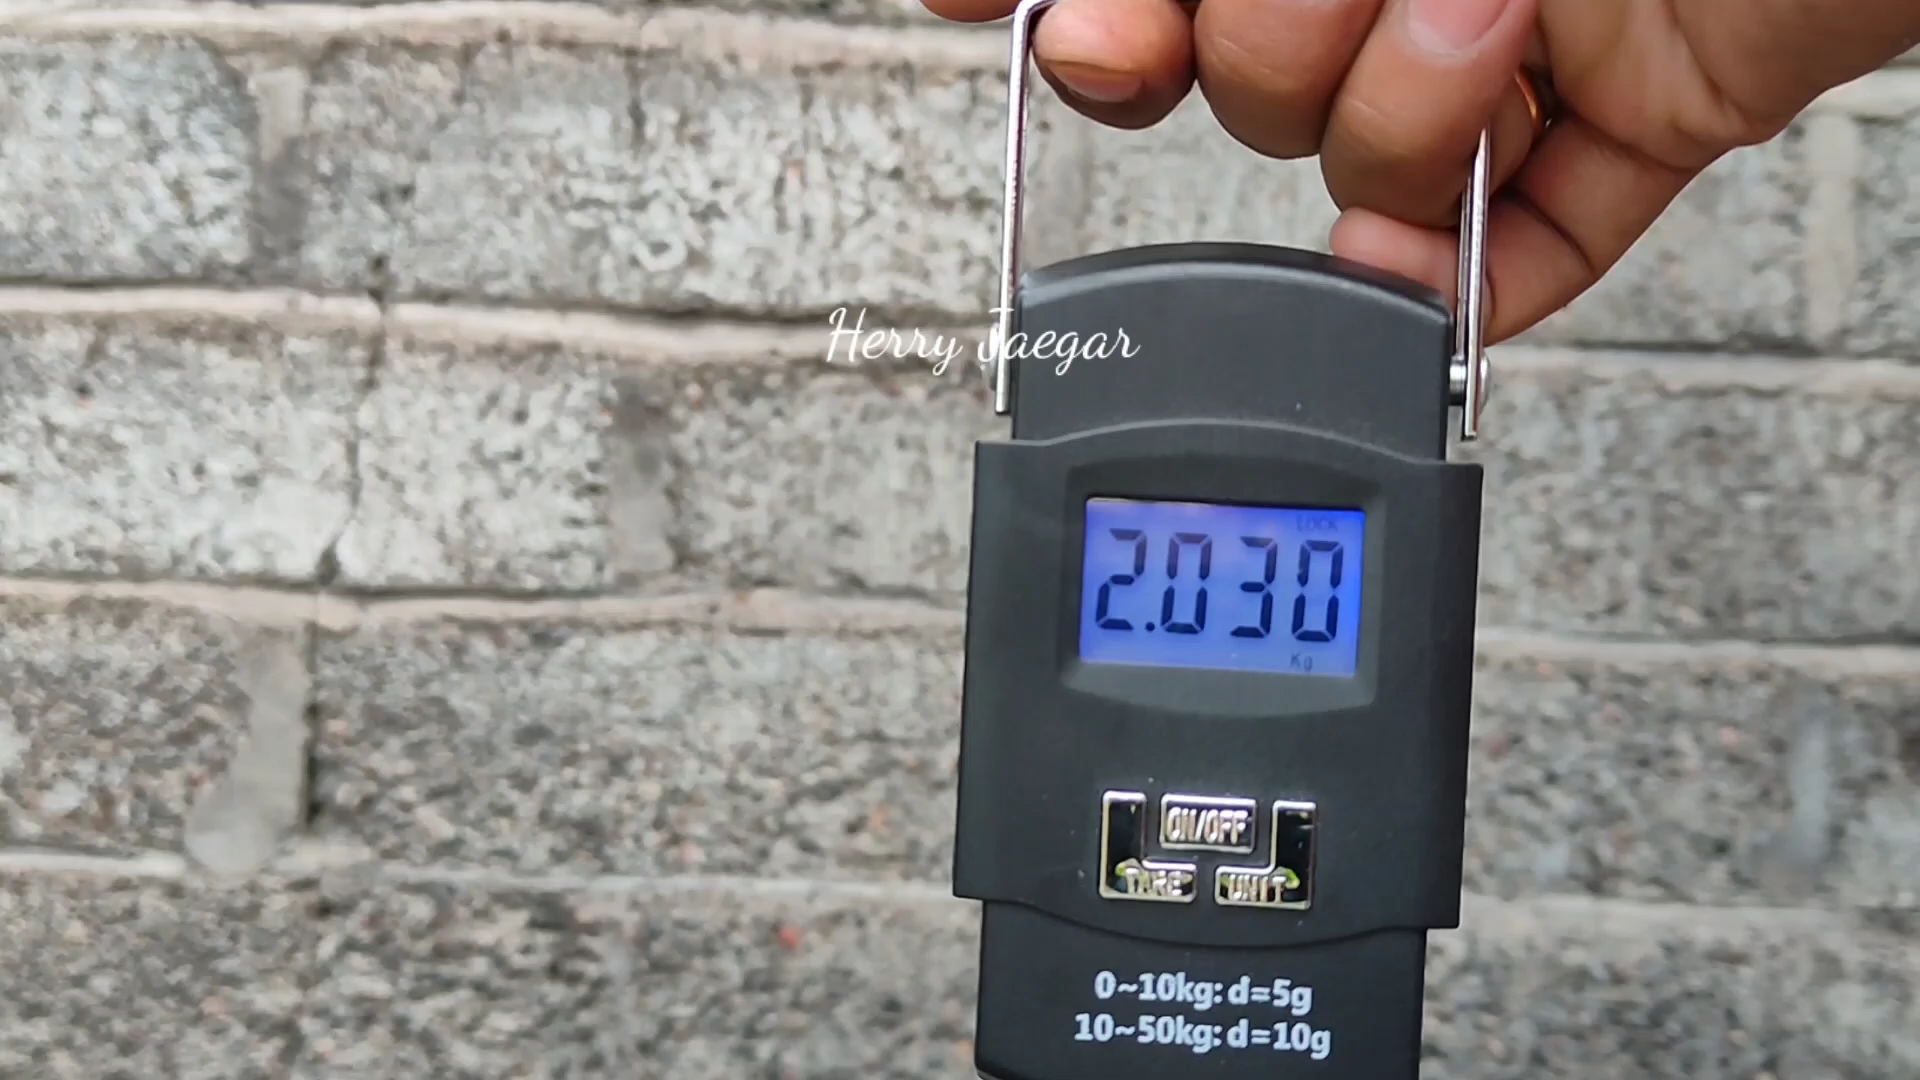 Herry Jaegar
LOCK
2.030
Kg
ON/OFF
TARE UNIT
0~10kg: d=5g
10~50kg: d=10g